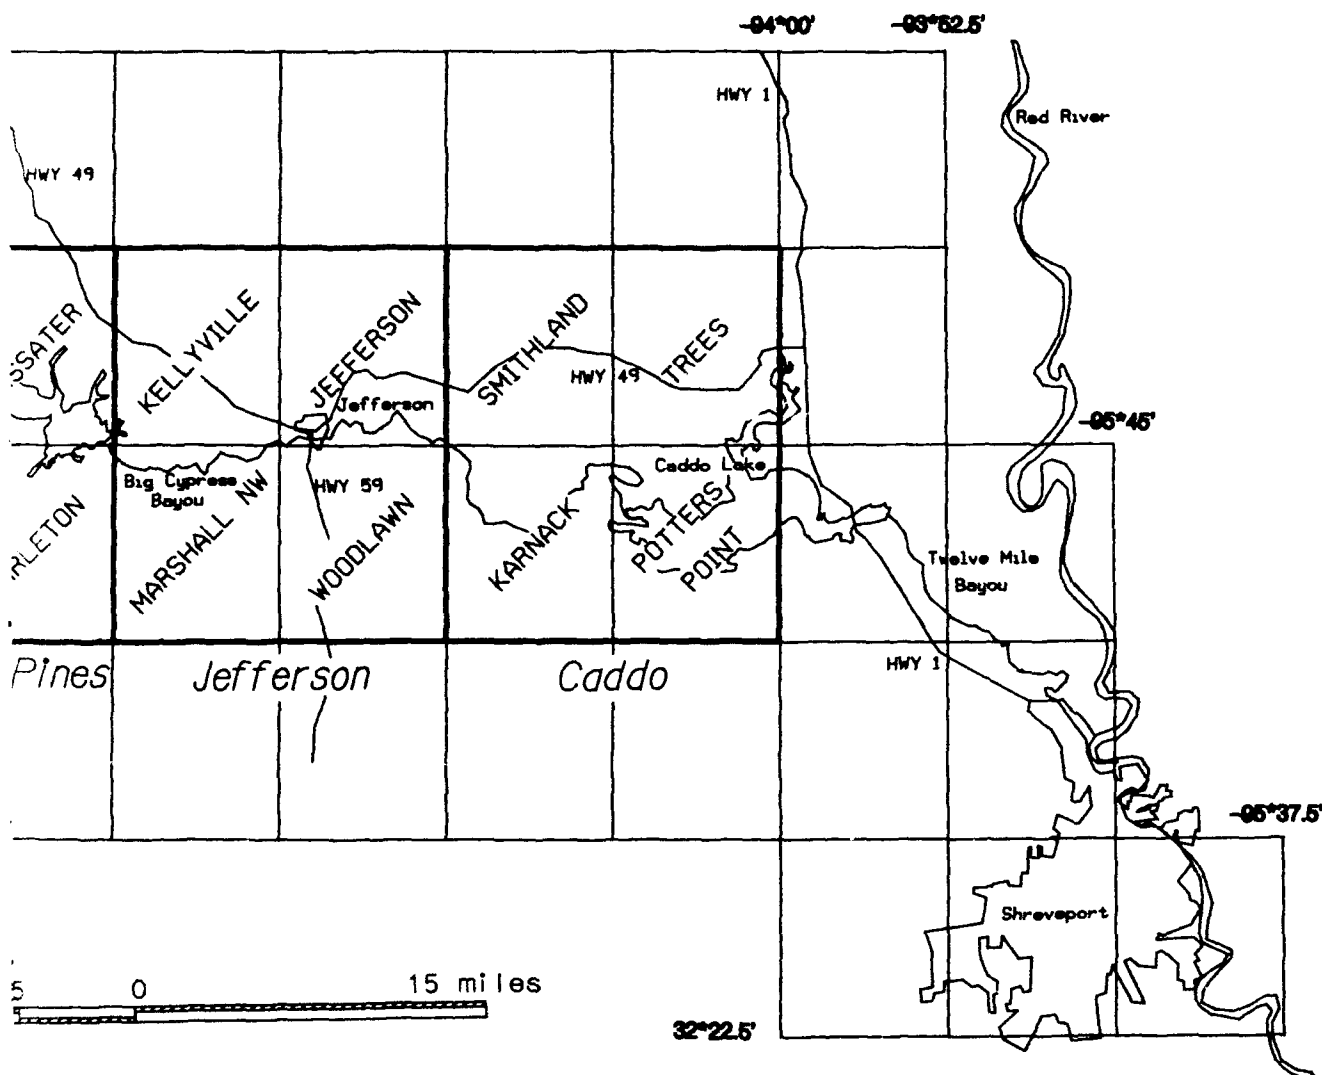 -94°00' -93°52.5'
HWY 1
Red River
HWY 49
SSATER
KELLYVILLE
JEFFERSON
SMITHLAND
TREES
HWY 49
Jefferson
-95°45'
Caddo Lake
Big Cypress
Bayou
HWY 59
RLETON
MARSHALL NW
WOODLAWN
KARNACK
POTTERS
POINT
Twelve Mile
Bayou
HWY 1
Pines Jefferson Caddo
-95°37.5'
Shreveport
5 0 15 miles
32°22.5'